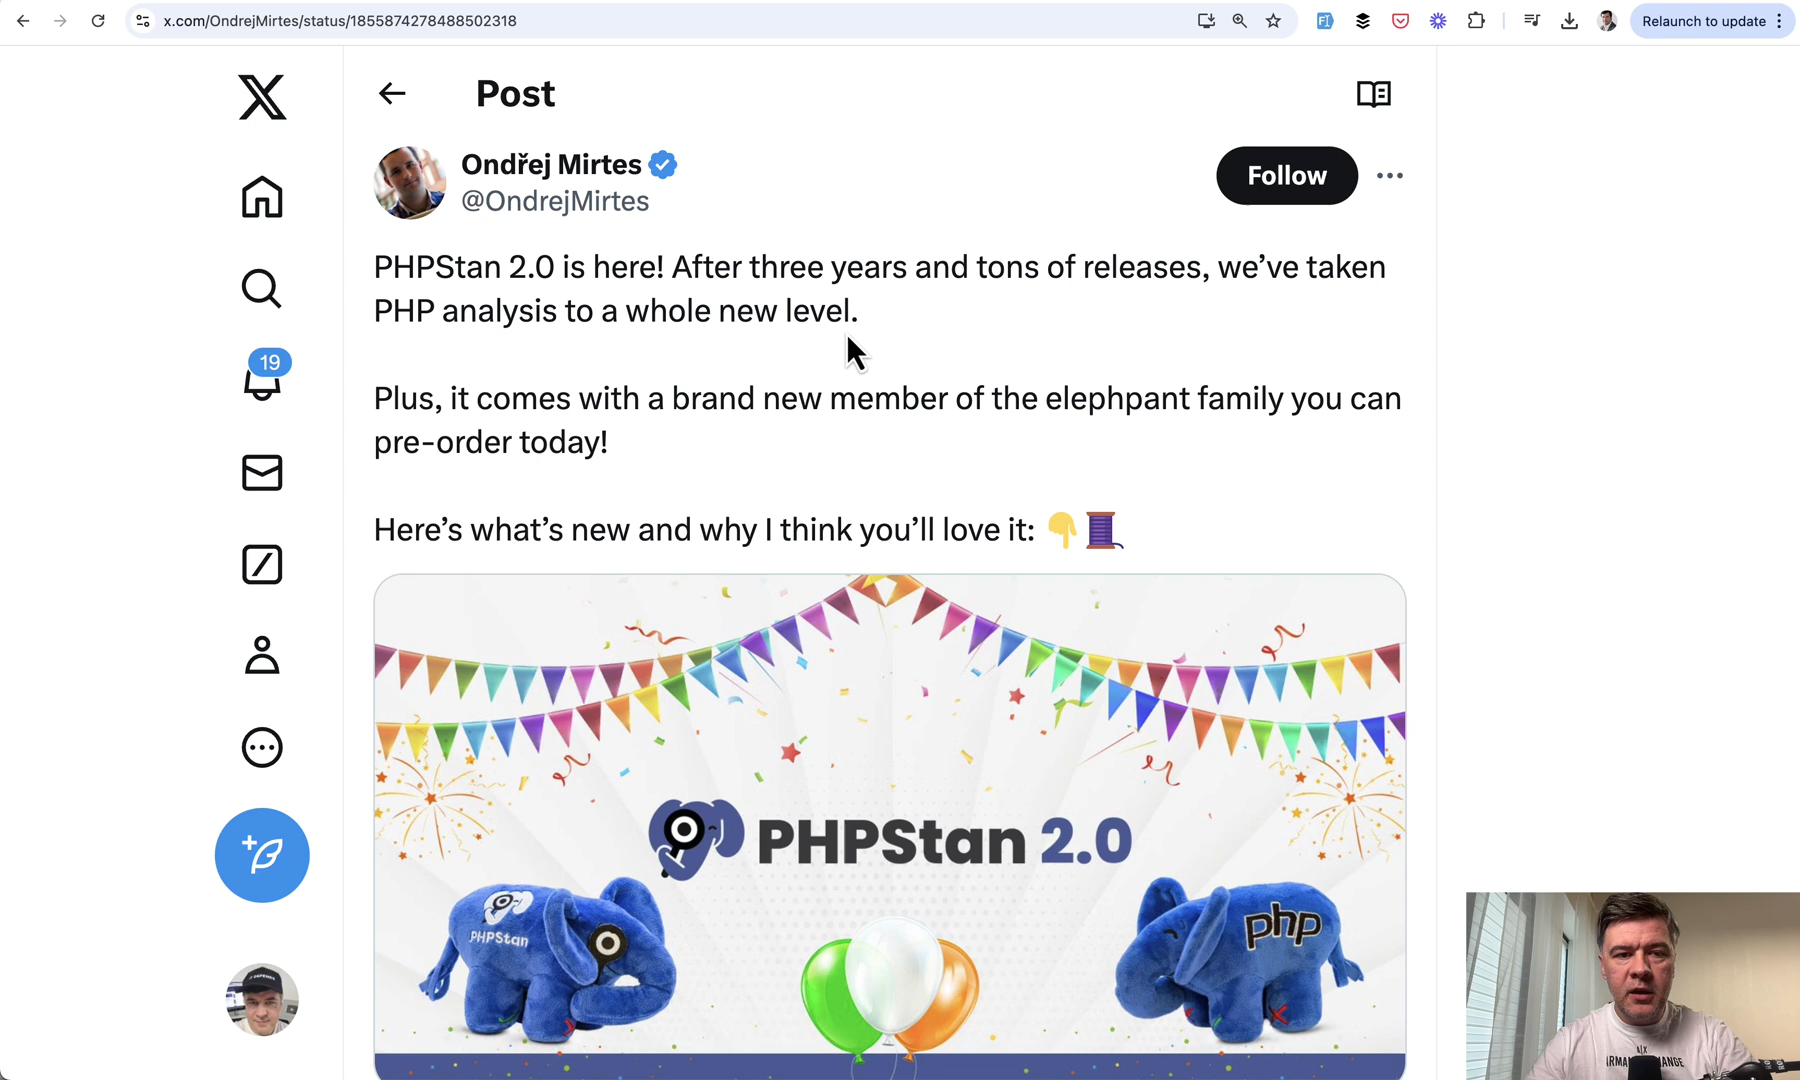 x.com/OndrejMirtes/status/1855874278488502318
Relaunch to update
Post
Ondřej Mirtes
@OndrejMirtes
Follow
PHPStan 2.0 is here! After three years and tons of releases, we’ve taken
PHP analysis to a whole new level.
19
Plus, it comes with a brand new member of the elephpant family you can
pre-order today!
Here’s what’s new and why I think you’ll love it:
PHPStan 2.0
PHPStan
php
A|X